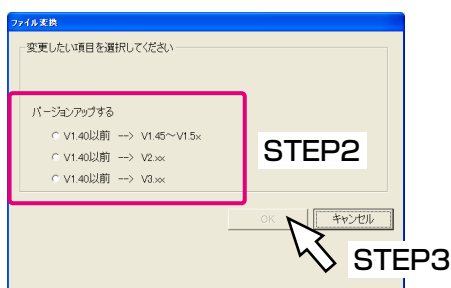 ファイル変換
変更したい項目を選択してください
バージョンアップする
V1.40以前 --> V1.45～V1.5x
V1.40以前 --> V2.xx
V1.40以前 --> V3.xx
STEP2
OK キャンセル
STEP3